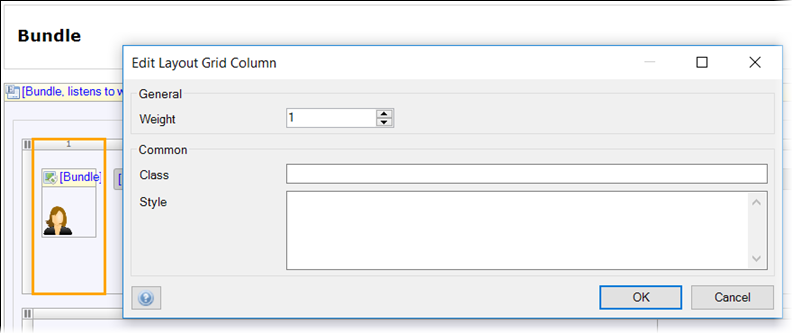 Bundle
Edit Layout Grid Column
[Bundle, listens to w
General
Weight 1
1
Common
Class
[Bundle] [
Style
OK Cancel